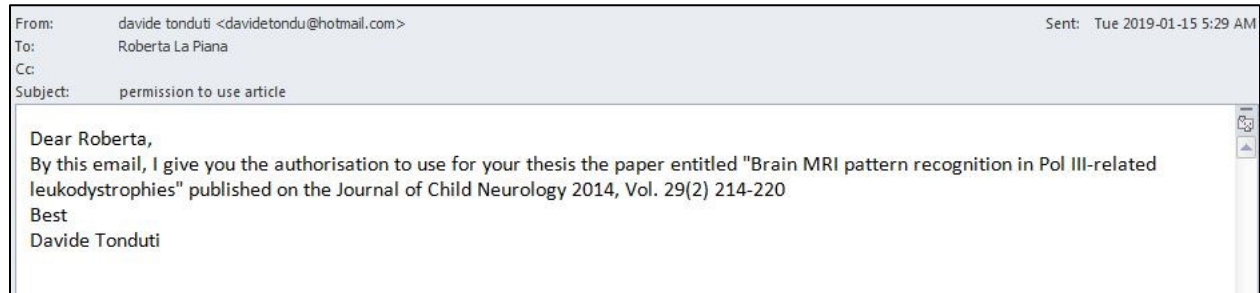 From: davide tonduti <davidetondu@hotmail.com> Sent: Tue 2019-01-15 5:29 AM
To: Roberta La Piana
Cc:
Subject: permission to use article
Dear Roberta,
By this email, I give you the authorisation to use for your thesis the paper entitled "Brain MRI pattern recognition in Pol III-related
leukodystrophies" published on the Journal of Child Neurology 2014, Vol. 29(2) 214-220
Best
Davide Tonduti